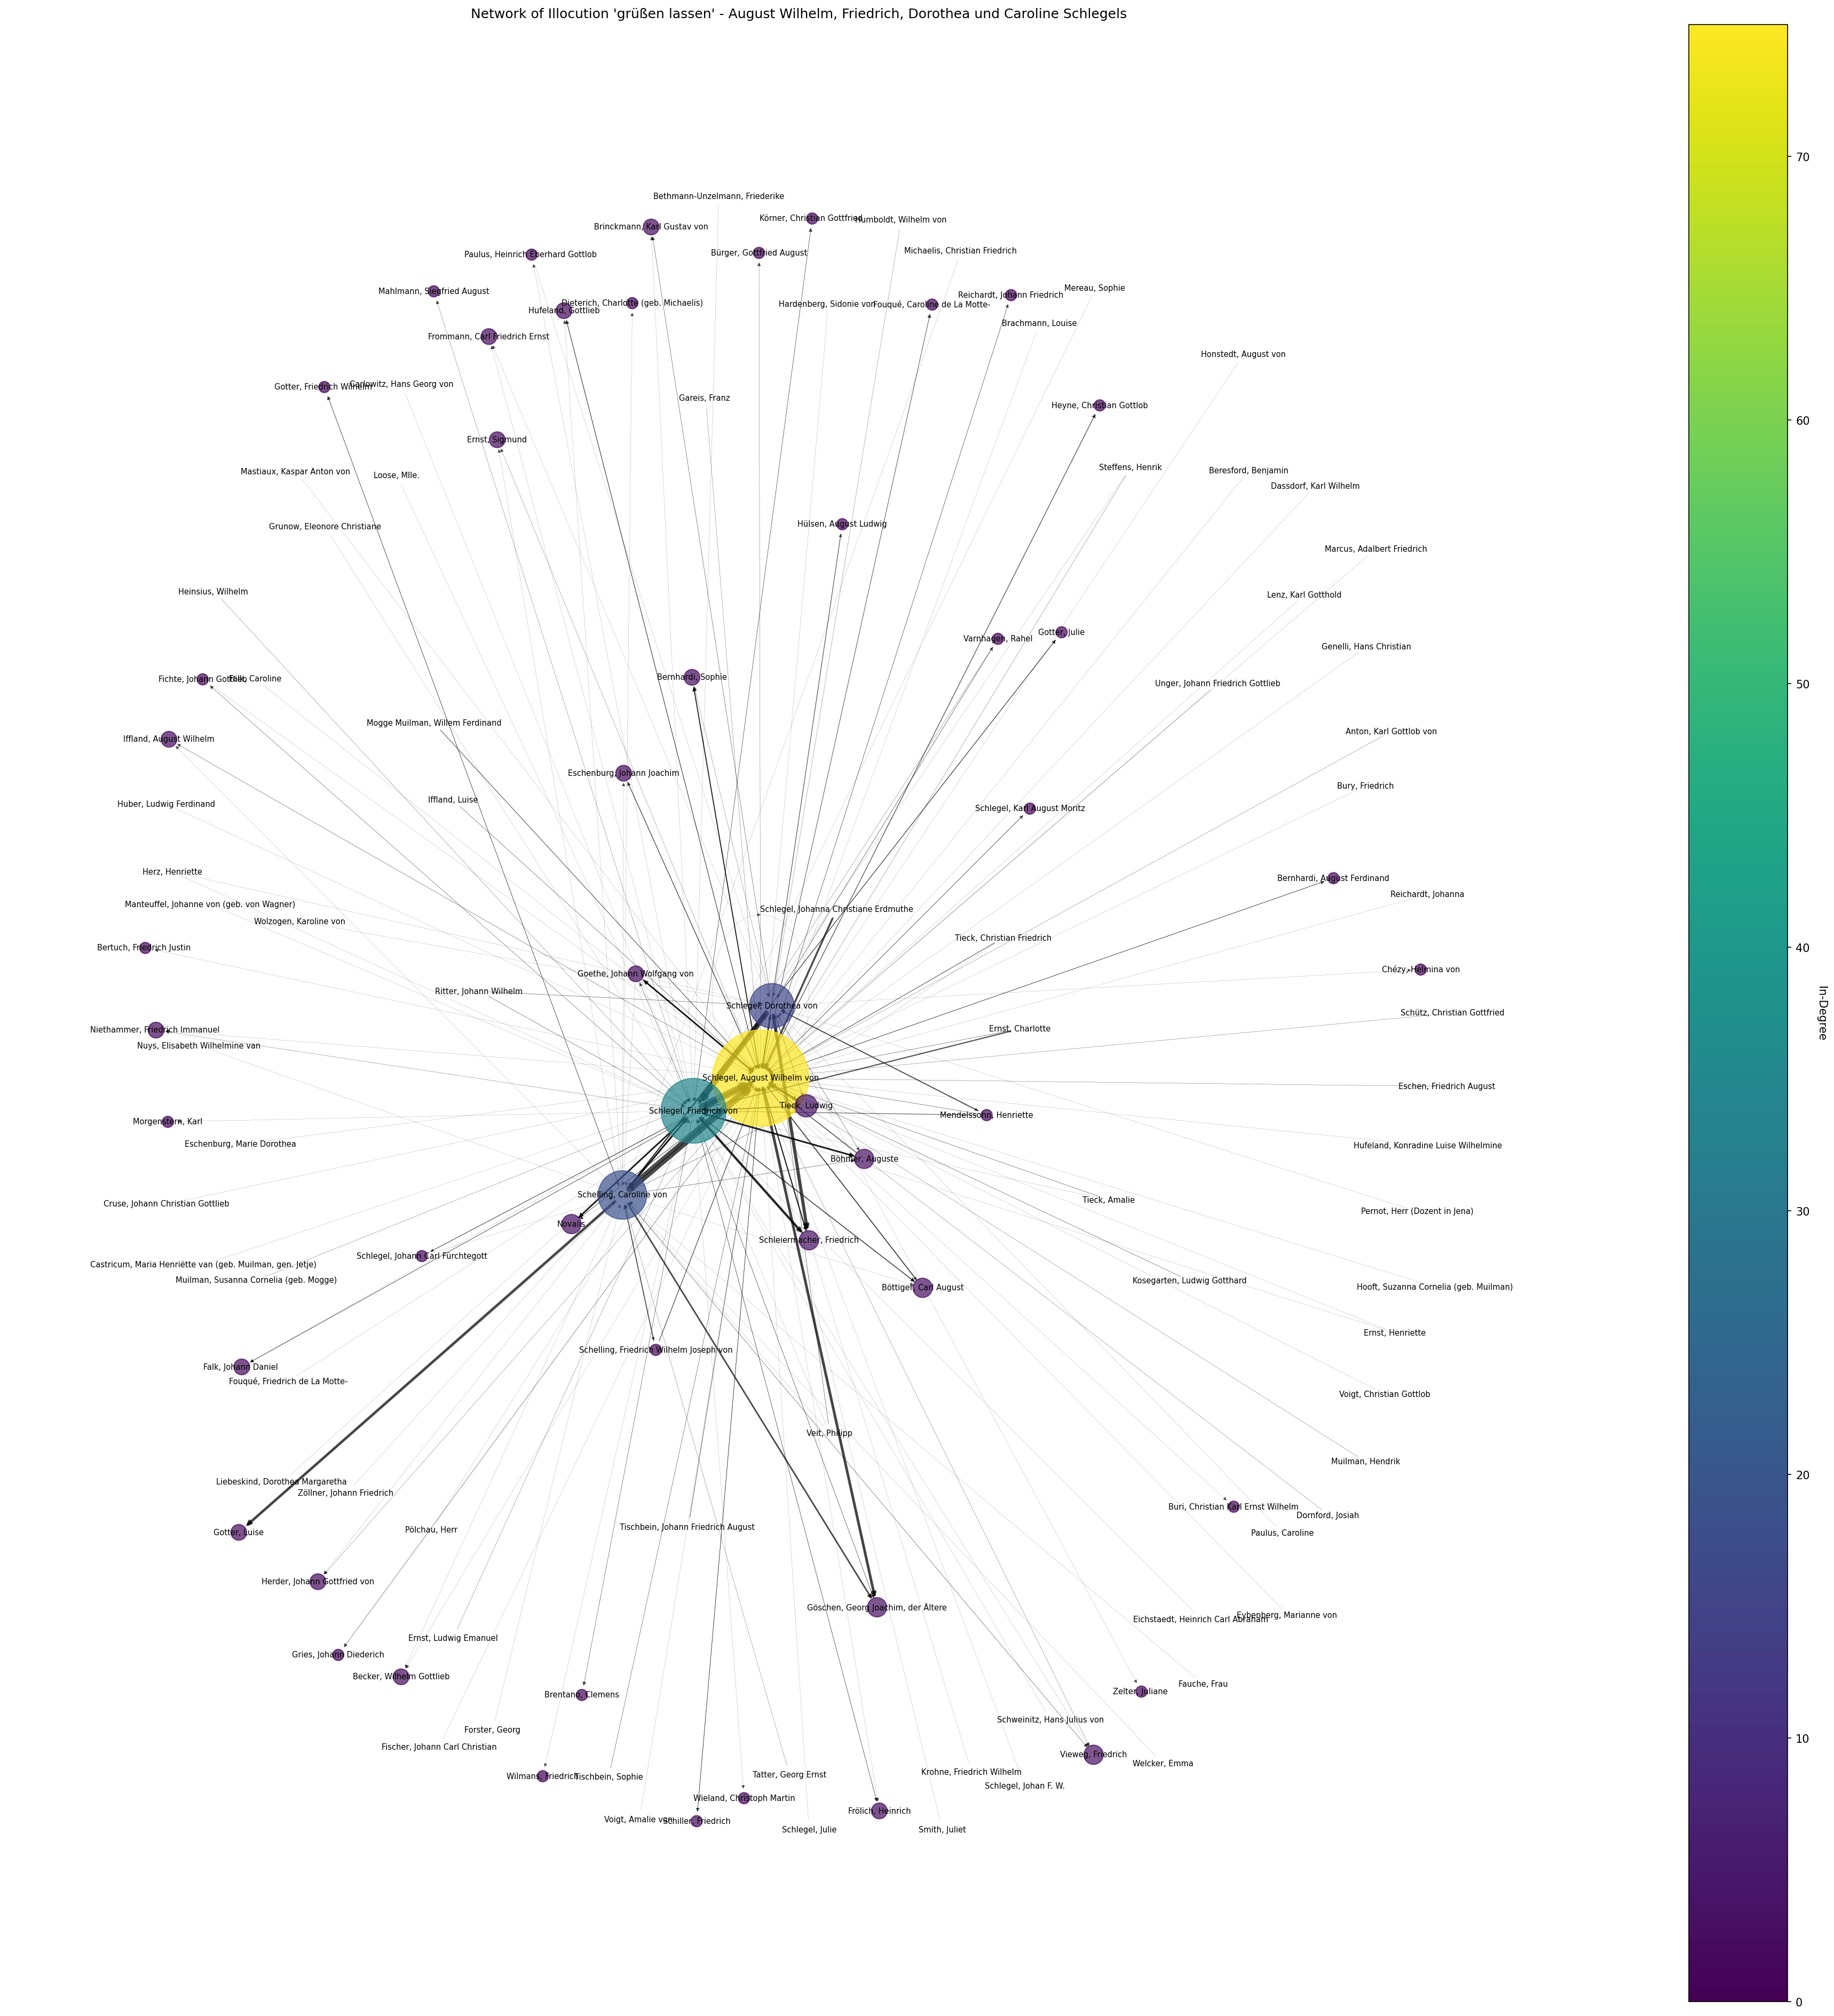 Network of Illocution 'grüßen lassen' - August Wilhelm, Friedrich, Dorothea und Caroline Schlegels
Bethmann-Unzelmann, Friederike
Körner, Christian Gottfried
Humboldt, Wilhelm von
Brinckmann, Karl Gustav von
Paulus, Heinrich Eberhard Gottlob
Bürger, Gottfried August
Michaelis, Christian Friedrich
Mereau, Sophie
Mahlmann, Siegfried August
Reichardt, Johann Friedrich
Dieterich, Charlotte (geb. Michaelis)
Hardenberg, Sidonie von
Fouqué, Caroline de La Motte-
Hufeland, Gottlieb
Brachmann, Louise
Frommann, Carl Friedrich Ernst
Honstedt, August von
Gotter, Friedrich Wilhelm
Carlowitz, Hans Georg von
Gareis, Franz
Heyne, Christian Gottlob
Ernst, Sigmund
Steffens, Henrik
Mastiaux, Kaspar Anton von
Loose, Mlle.
Beresford, Benjamin
Dassdorf, Karl Wilhelm
Grunow, Eleonore Christiane
Hülsen, August Ludwig
Marcus, Adalbert Friedrich
Heinsius, Wilhelm
Lenz, Karl Gotthold
Varnhagen, Rahel
Gotter, Julie
Genelli, Hans Christian
Fichte, Johann Gottlieb
Falk, Caroline
Bernhardi, Sophie
Unger, Johann Friedrich Gottlieb
Mogge Muilman, Willem Ferdinand
Anton, Karl Gottlob von
Iffland, August Wilhelm
Eschenburg, Johann Joachim
Bury, Friedrich
Huber, Ludwig Ferdinand
Iffland, Luise
Schlegel, Karl August Moritz
Herz, Henriette
Bernhardi, August Ferdinand
Reichardt, Johanna
Manteuffel, Johanne von (geb. von Wagner)
Schlegel, Johanna Christiane Erdmuthe
Wolzogen, Karoline von
Tieck, Christian Friedrich
Bertuch, Friedrich Justin
Goethe, Johann Wolfgang von
Chézy, Helmina von
Ritter, Johann Wilhelm
Schlegel, Dorothea von
Schütz, Christian Gottfried
Niethammer, Friedrich Immanuel
Ernst, Charlotte
Nuys, Elisabeth Wilhelmine van
Schlegel, August Wilhelm von
Eschen, Friedrich August
Tieck, Ludwig
Schlegel, Friedrich von
Mendelssohn, Henriette
Morgenstern, Karl
Eschenburg, Marie Dorothea
Hufeland, Konradine Luise Wilhelmine
Böhmer, Auguste
Schelling, Caroline von
Tieck, Amalie
Cruse, Johann Christian Gottlieb
Pernot, Herr (Dozent in Jena)
Novalis
Schleiermacher, Friedrich
Schlegel, Johann Carl Fürchtegott
Castricum, Maria Henriëtte van (geb. Muilman, gen. Jetje)
Muilman, Susanna Cornelia (geb. Mogge)
Kosegarten, Ludwig Gotthard
Böttiger, Carl August
Hooft, Suzanna Cornelia (geb. Muilman)
Ernst, Henriette
Schelling, Friedrich Wilhelm Joseph von
Falk, Johann Daniel
Fouqué, Friedrich de La Motte-
Voigt, Christian Gottlob
Veit, Philipp
Muilman, Hendrik
Liebeskind, Dorothea Margaretha
Zöllner, Johann Friedrich
Buri, Christian Karl Ernst Wilhelm
Dornford, Josiah
Gotter, Luise
Pölchau, Herr
Tischbein, Johann Friedrich August
Paulus, Caroline
Herder, Johann Gottfried von
Göschen, Georg Joachim, der Ältere
Eybenberg, Marianne von
Eichstaedt, Heinrich Carl Abraham
Ernst, Ludwig Emanuel
Gries, Johann Diederich
Becker, Wilhelm Gottlieb
Fauche, Frau
Zelter, Juliane
Brentano, Clemens
Schweinitz, Hans Julius von
Forster, Georg
Fischer, Johann Carl Christian
Vieweg, Friedrich
Welcker, Emma
Krohne, Friedrich Wilhelm
Tatter, Georg Ernst
Wilmans, Friedrich
Tischbein, Sophie
Schlegel, Johan F. W.
Wieland, Christoph Martin
Frölich, Heinrich
Voigt, Amalie von
Schiller, Friedrich
Schlegel, Julie
Smith, Juliet
70
60
50
40
30
20
10
0
In-Degree